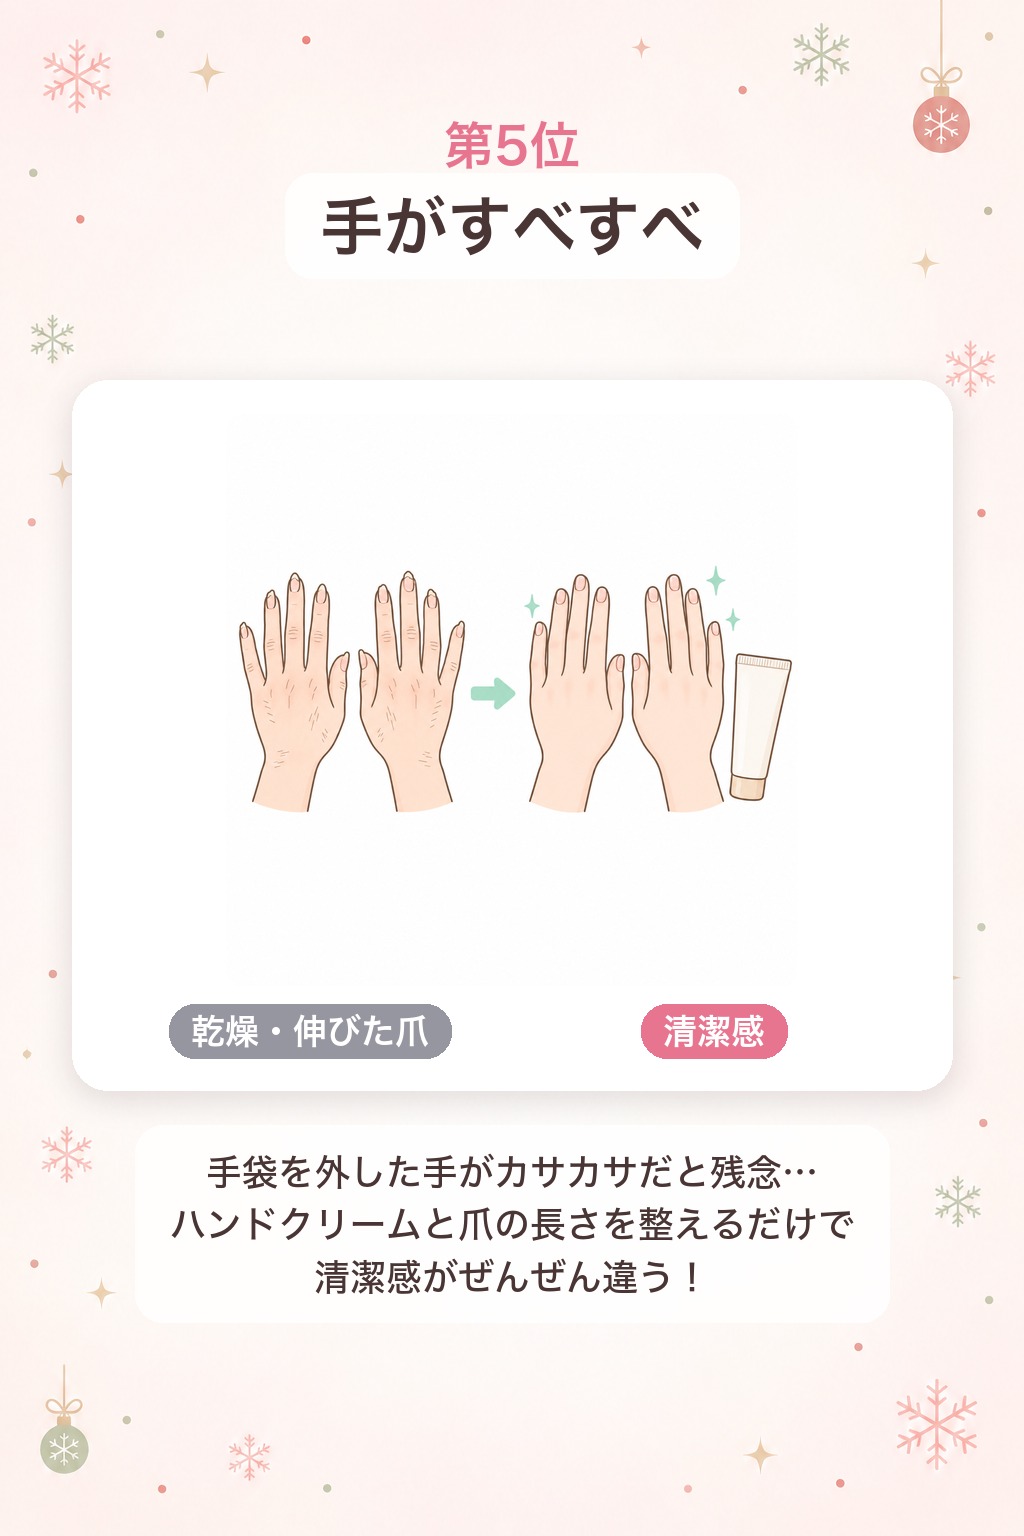 第5位
手がすべすべ
乾燥・伸びた爪
清潔感
手袋を外した手がカサカサだと残念…
ハンドクリームと爪の長さを整えるだけで
清潔感がぜんぜん違う！